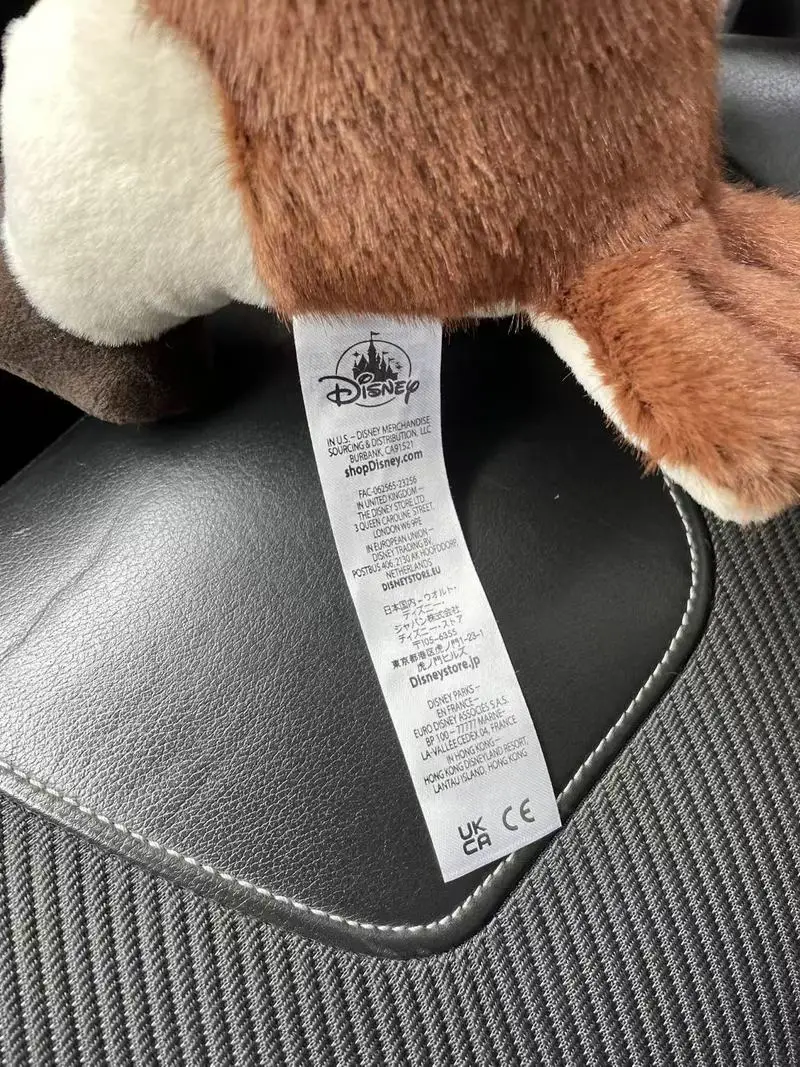 DISNEY
IN U.S. – DISNEY MERCHANDISE
SOURCING & DISTRIBUTION, LLC
BURBANK, CA91521
shopDisney.com
FAC-062565-23256
IN UNITED KINGDOM –
THE DISNEY STORE LTD
3 QUEEN CAROLINE STREET,
LONDON W6 9PE
IN EUROPEAN UNION –
DISNEY TRADING BV,
POSTBUS 406, 2130 AK HOOFDDORP,
NETHERLANDS
DISNEYSTORE.EU
日本国内 – ウオルト・
ディズニー・
ジャパン株式会社
ディズニー・ストア
〒105-6355
東京都港区虎ノ門1-23-1
虎ノ門ヒルズ
Disneystore.jp
DISNEY PARKS –
EN FRANCE –
EURO DISNEY ASSOCIÉS S.A.S.
BP 100 – 77777 MARNE-
LA-VALLEE CEDEX 04, FRANCE
IN HONG KONG –
HONG KONG DISNEYLAND RESORT,
LANTAU ISLAND, HONG KONG
UK
CA CE